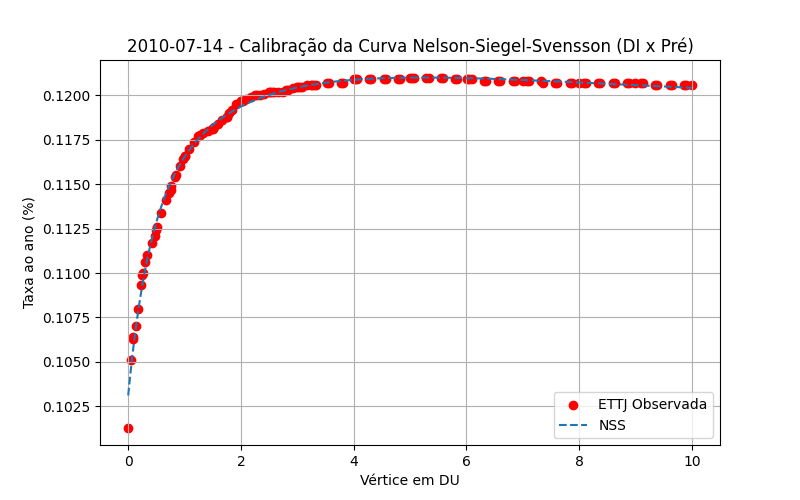 2010-07-14 - Calibração da Curva Nelson-Siegel-Svensson (DI x Pré)
Taxa ao ano (%)
0.1200
0.1175
0.1150
0.1125
0.1100
0.1075
0.1050
0.1025
ETTJ Observada
NSS
0
2
4
6
8
10
Vértice em DU